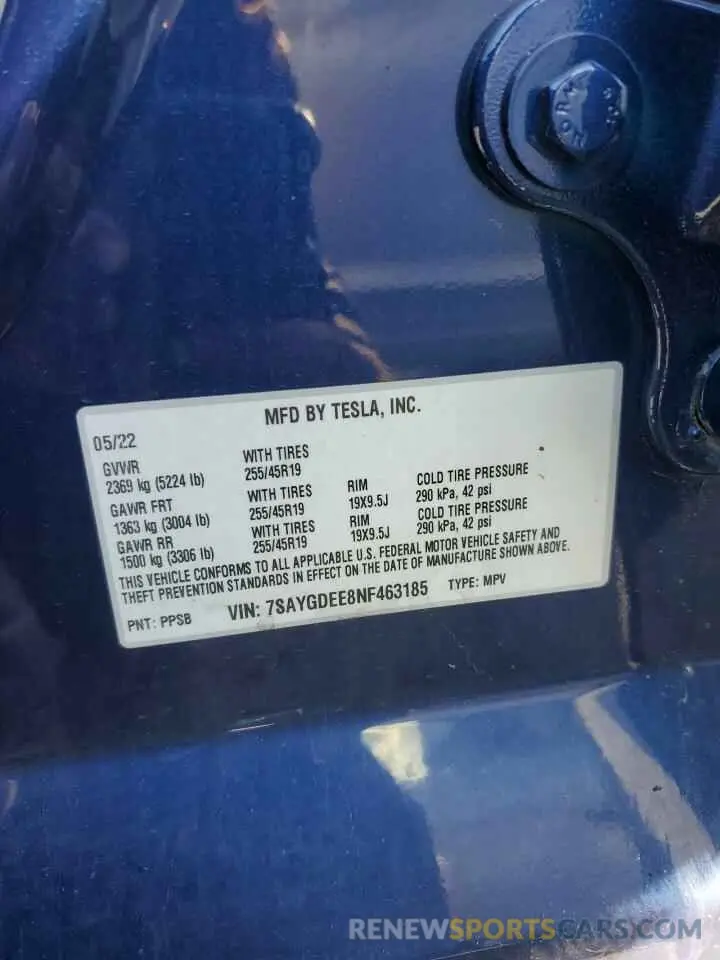 MFD BY TESLA, INC.
05/22
GVWR WITH TIRES
2369 kg (5224 lb) 255/45R19
GAWR FRT WITH TIRES RIM COLD TIRE PRESSURE
1363 kg (3004 lb) 255/45R19 19X9.5J 290 kPa, 42 psi
GAWR RR WITH TIRES RIM COLD TIRE PRESSURE
1500 kg (3306 lb) 255/45R19 19X9.5J 290 kPa, 42 psi
THIS VEHICLE CONFORMS TO ALL APPLICABLE U.S. FEDERAL MOTOR VEHICLE SAFETY AND
THEFT PREVENTION STANDARDS IN EFFECT ON THE DATE OF MANUFACTURE SHOWN ABOVE.
PNT: PPSB VIN: 7SAYGDEE8NF463185 TYPE: MPV
RENEWSPORTSCARS.COM